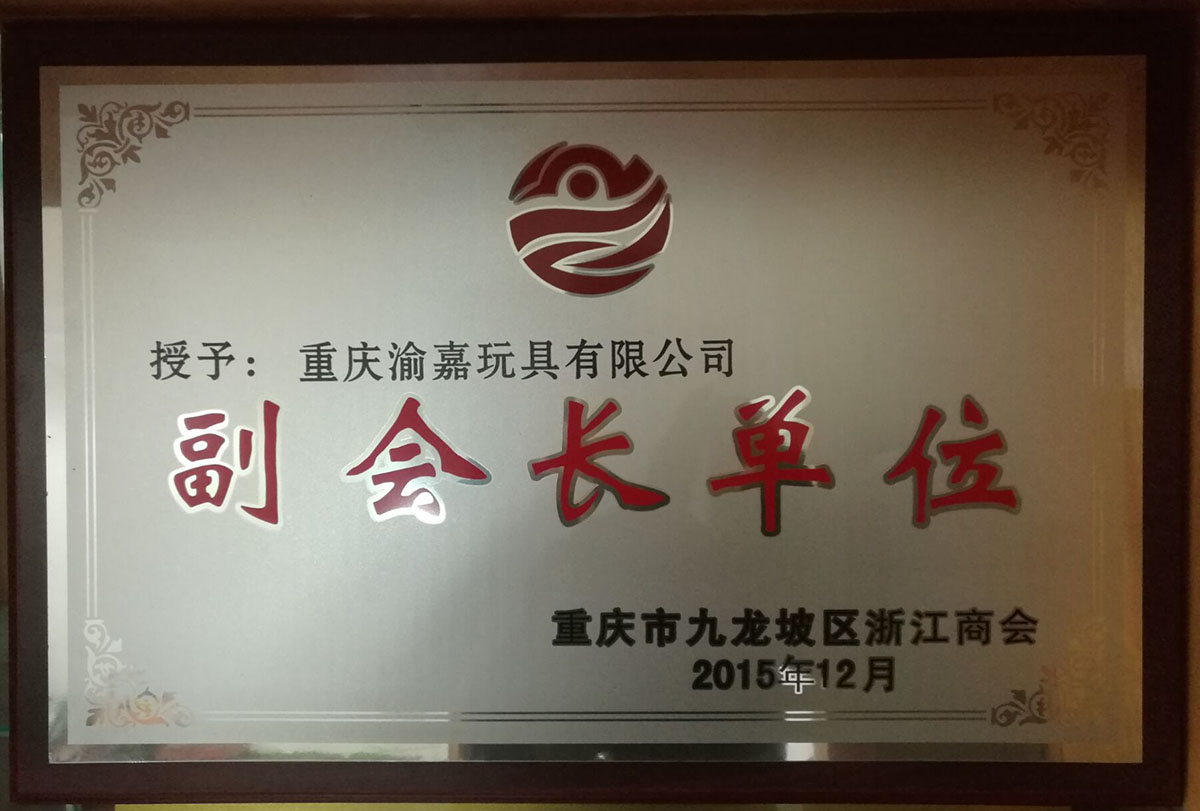 授予： 重庆渝嘉玩具有限公司
副会长单位
重庆市九龙坡区浙江商会
2015年12月